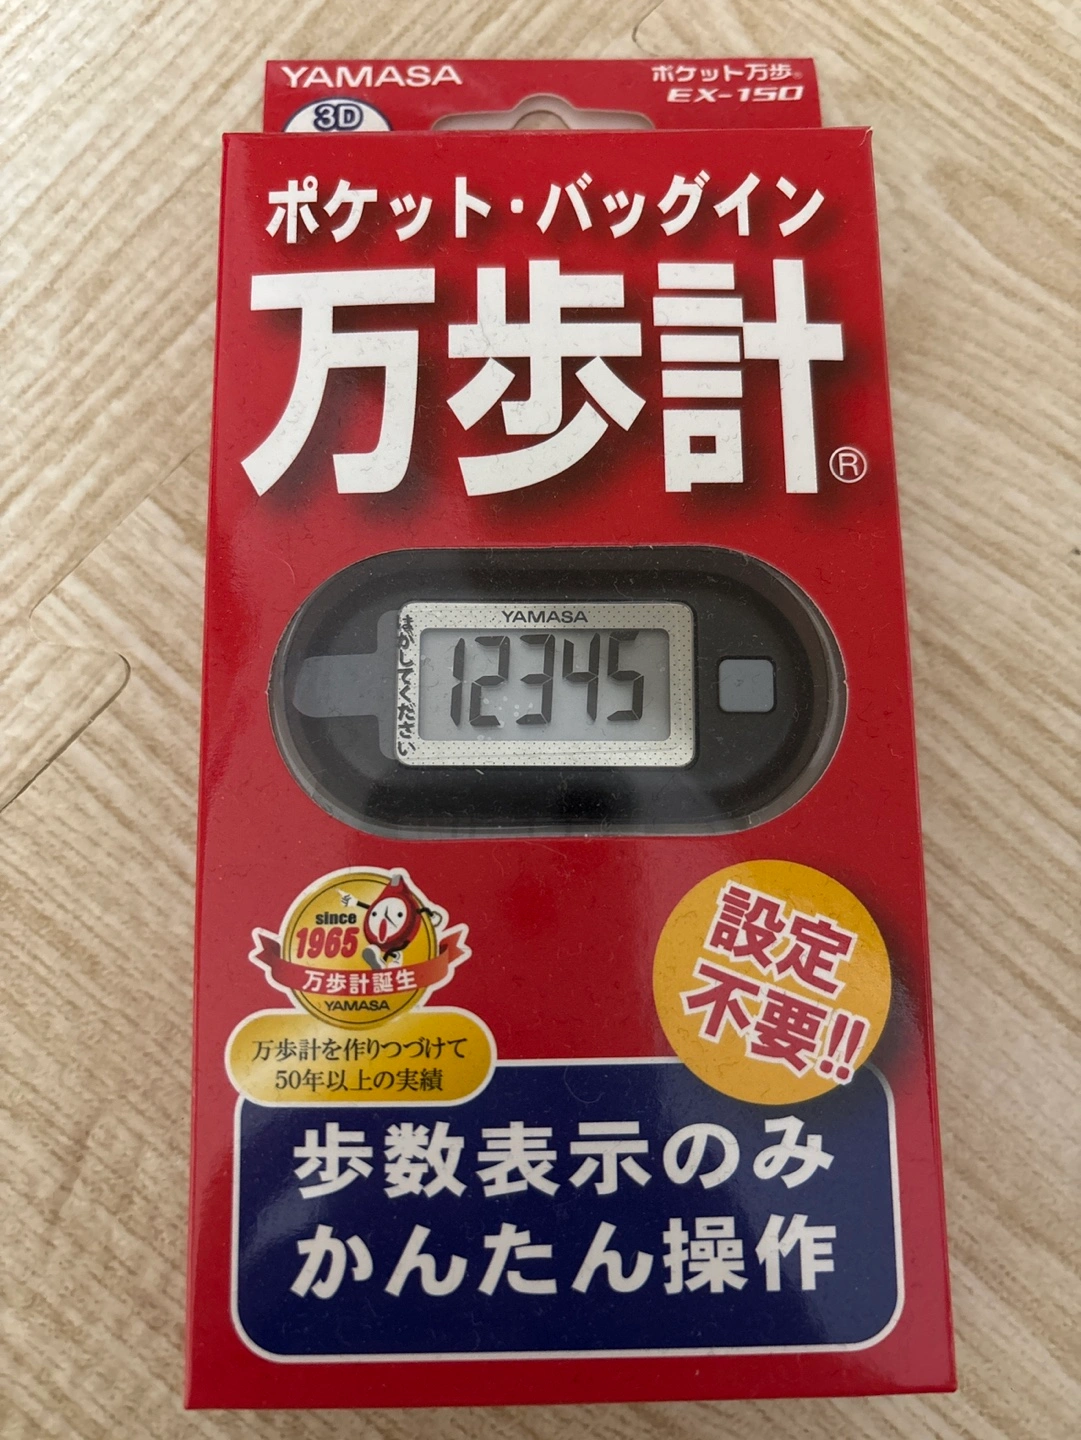 YAMASA
ポケット万歩®
EX-150
3D
ポケット・バッグイン
万歩計®
YAMASA
12345
はがしてください
since
1965
万歩計誕生
YAMASA
設定
不要!!
万歩計を作りつづけて
50年以上の実績
歩数表示のみ
かんたん操作